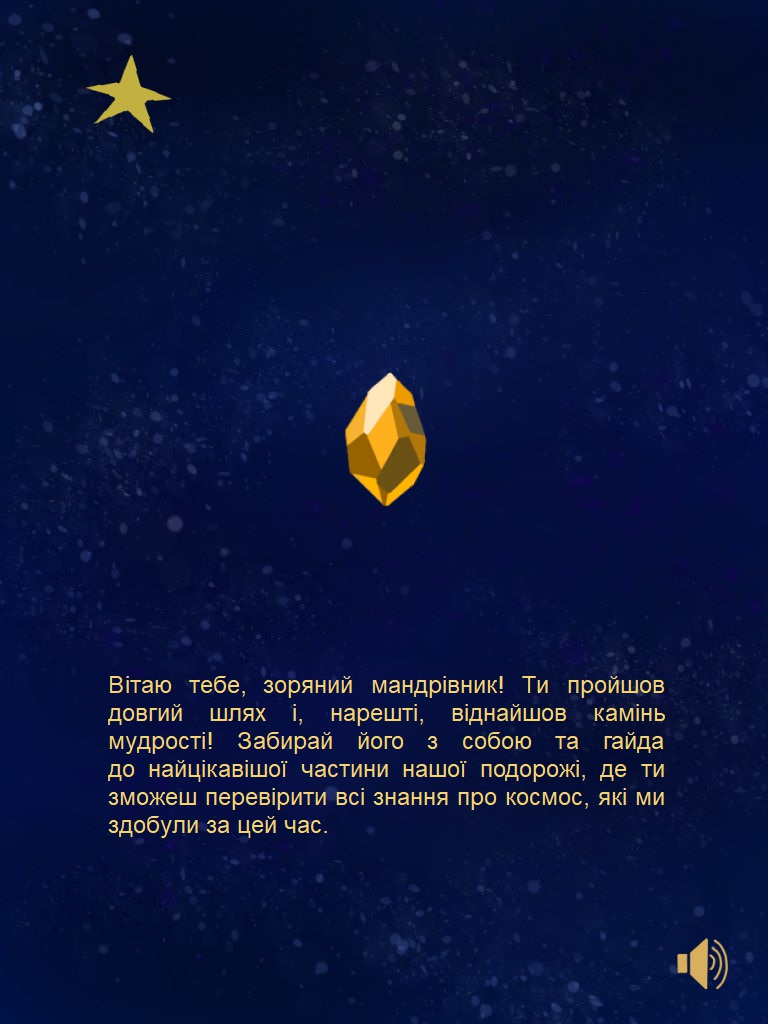 Вітаю тебе, зоряний мандрівник! Ти пройшов
довгий шлях і, нарешті, віднайшов камінь
мудрості! Забирай його з собою та гайда
до найцікавішої частини нашої подорожі, де ти
зможеш перевірити всі знання про космос, які ми
здобули за цей час.